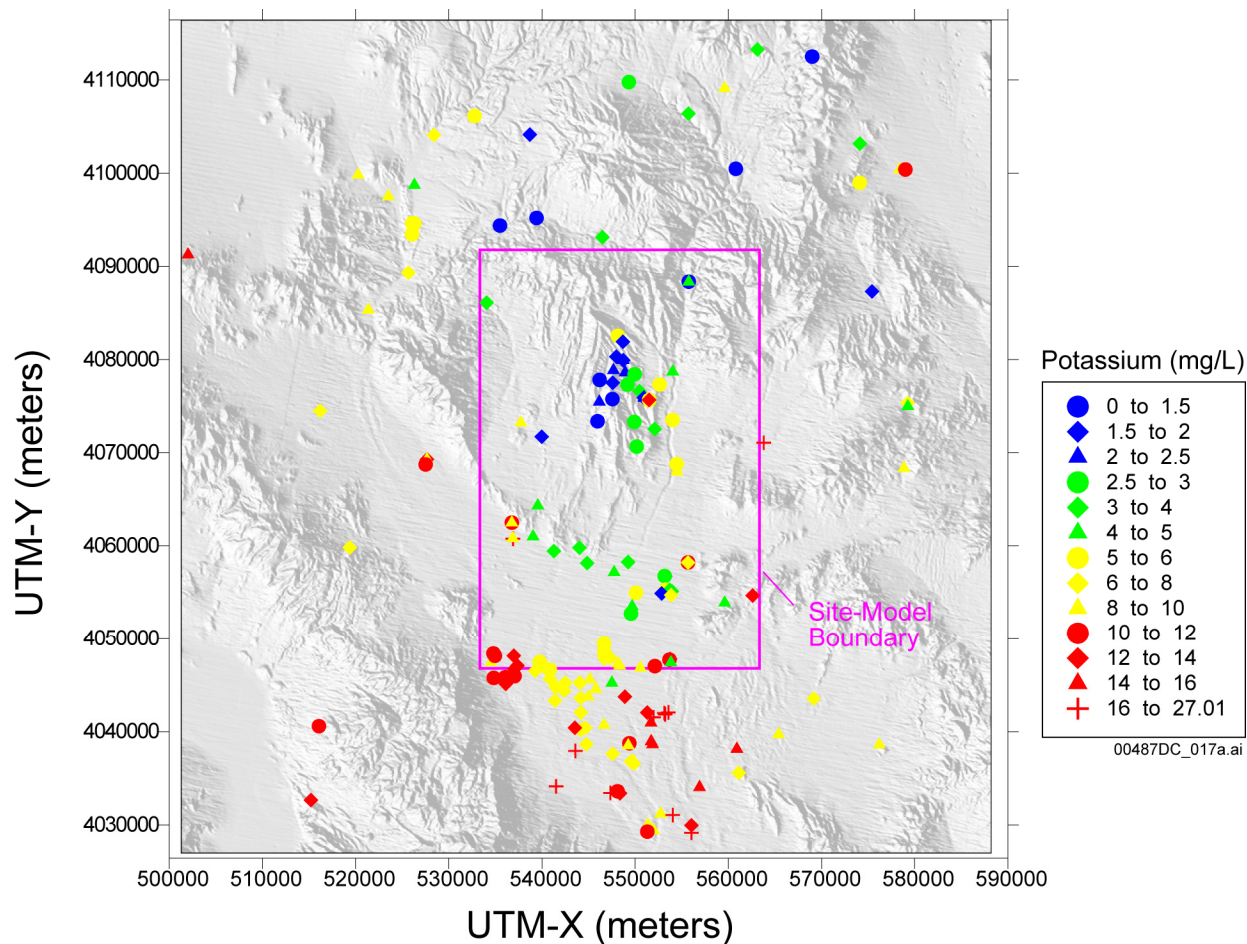 4110000
4100000
4090000
4080000
4070000
4060000
4050000
4040000
4030000
UTM-Y (meters)
500000 510000 520000 530000 540000 550000 560000 570000 580000 590000
UTM-X (meters)
Site-Model
Boundary
Potassium (mg/L)
0 to 1.5
1.5 to 2
2 to 2.5
2.5 to 3
3 to 4
4 to 5
5 to 6
6 to 8
8 to 10
10 to 12
12 to 14
14 to 16
16 to 27.01
00487DC_017a.ai